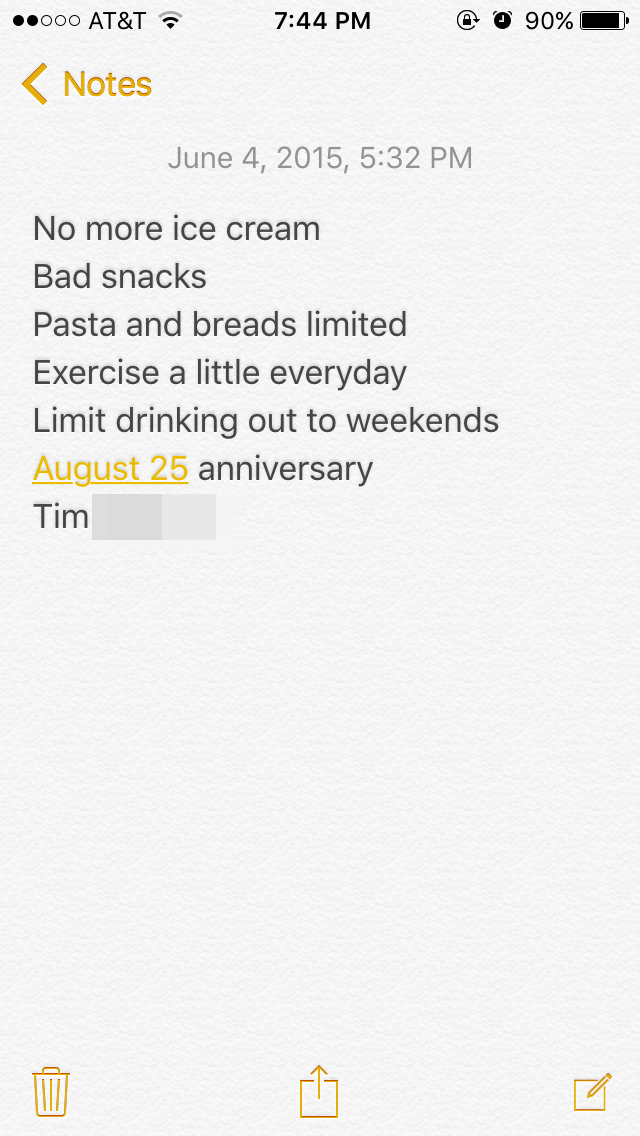 AT&T 7:44 PM 90%
Notes
June 4, 2015, 5:32 PM
No more ice cream
Bad snacks
Pasta and breads limited
Exercise a little everyday
Limit drinking out to weekends
August 25 anniversary
Tim